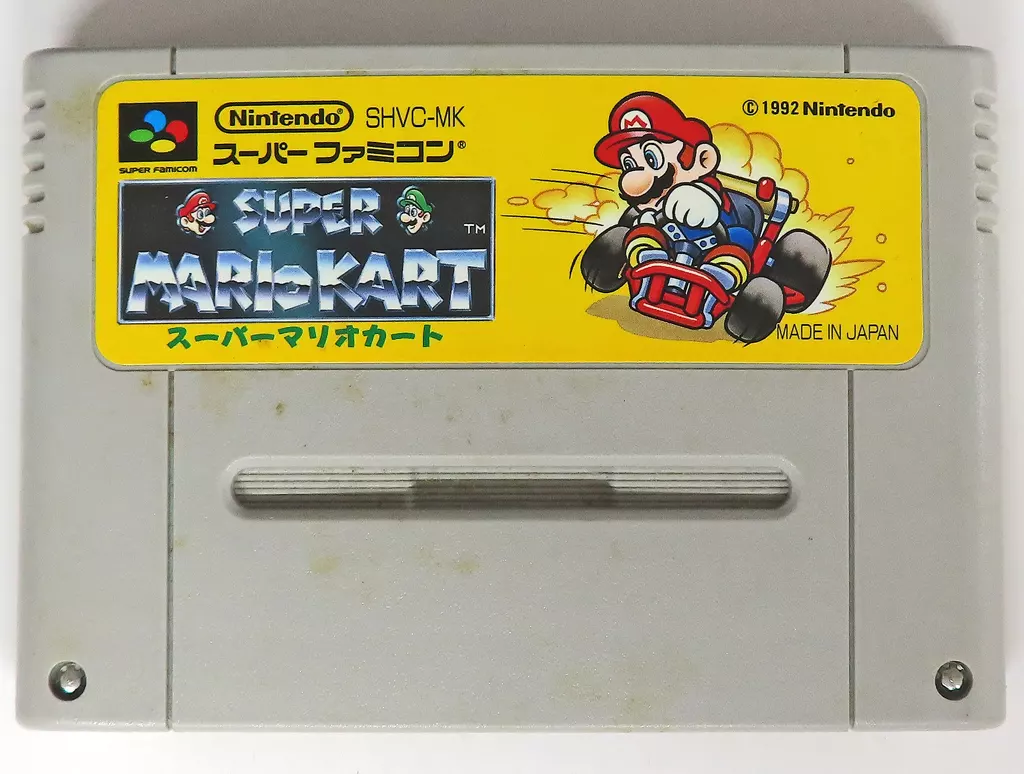 Nintendo® SHVC-MK
スーパーファミコン®
SUPER FAMICOM
SUPER
MARIO KART
TM
スーパーマリオカート
M
© 1992 Nintendo
MADE IN JAPAN